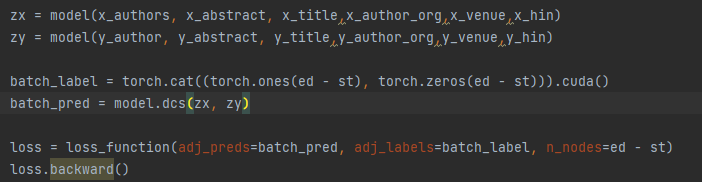 zx = model(x_authors, x_abstract, x_title,x_author_org,x_venue,x_hin)
zy = model(y_author, y_abstract, y_title,y_author_org,y_venue,y_hin)
batch_label = torch.cat((torch.ones(ed - st), torch.zeros(ed - st))).cuda()
batch_pred = model.dcs(zx, zy)
loss = loss_function(adj_preds=batch_pred, adj_labels=batch_label, n_nodes=ed - st)
loss.backward()